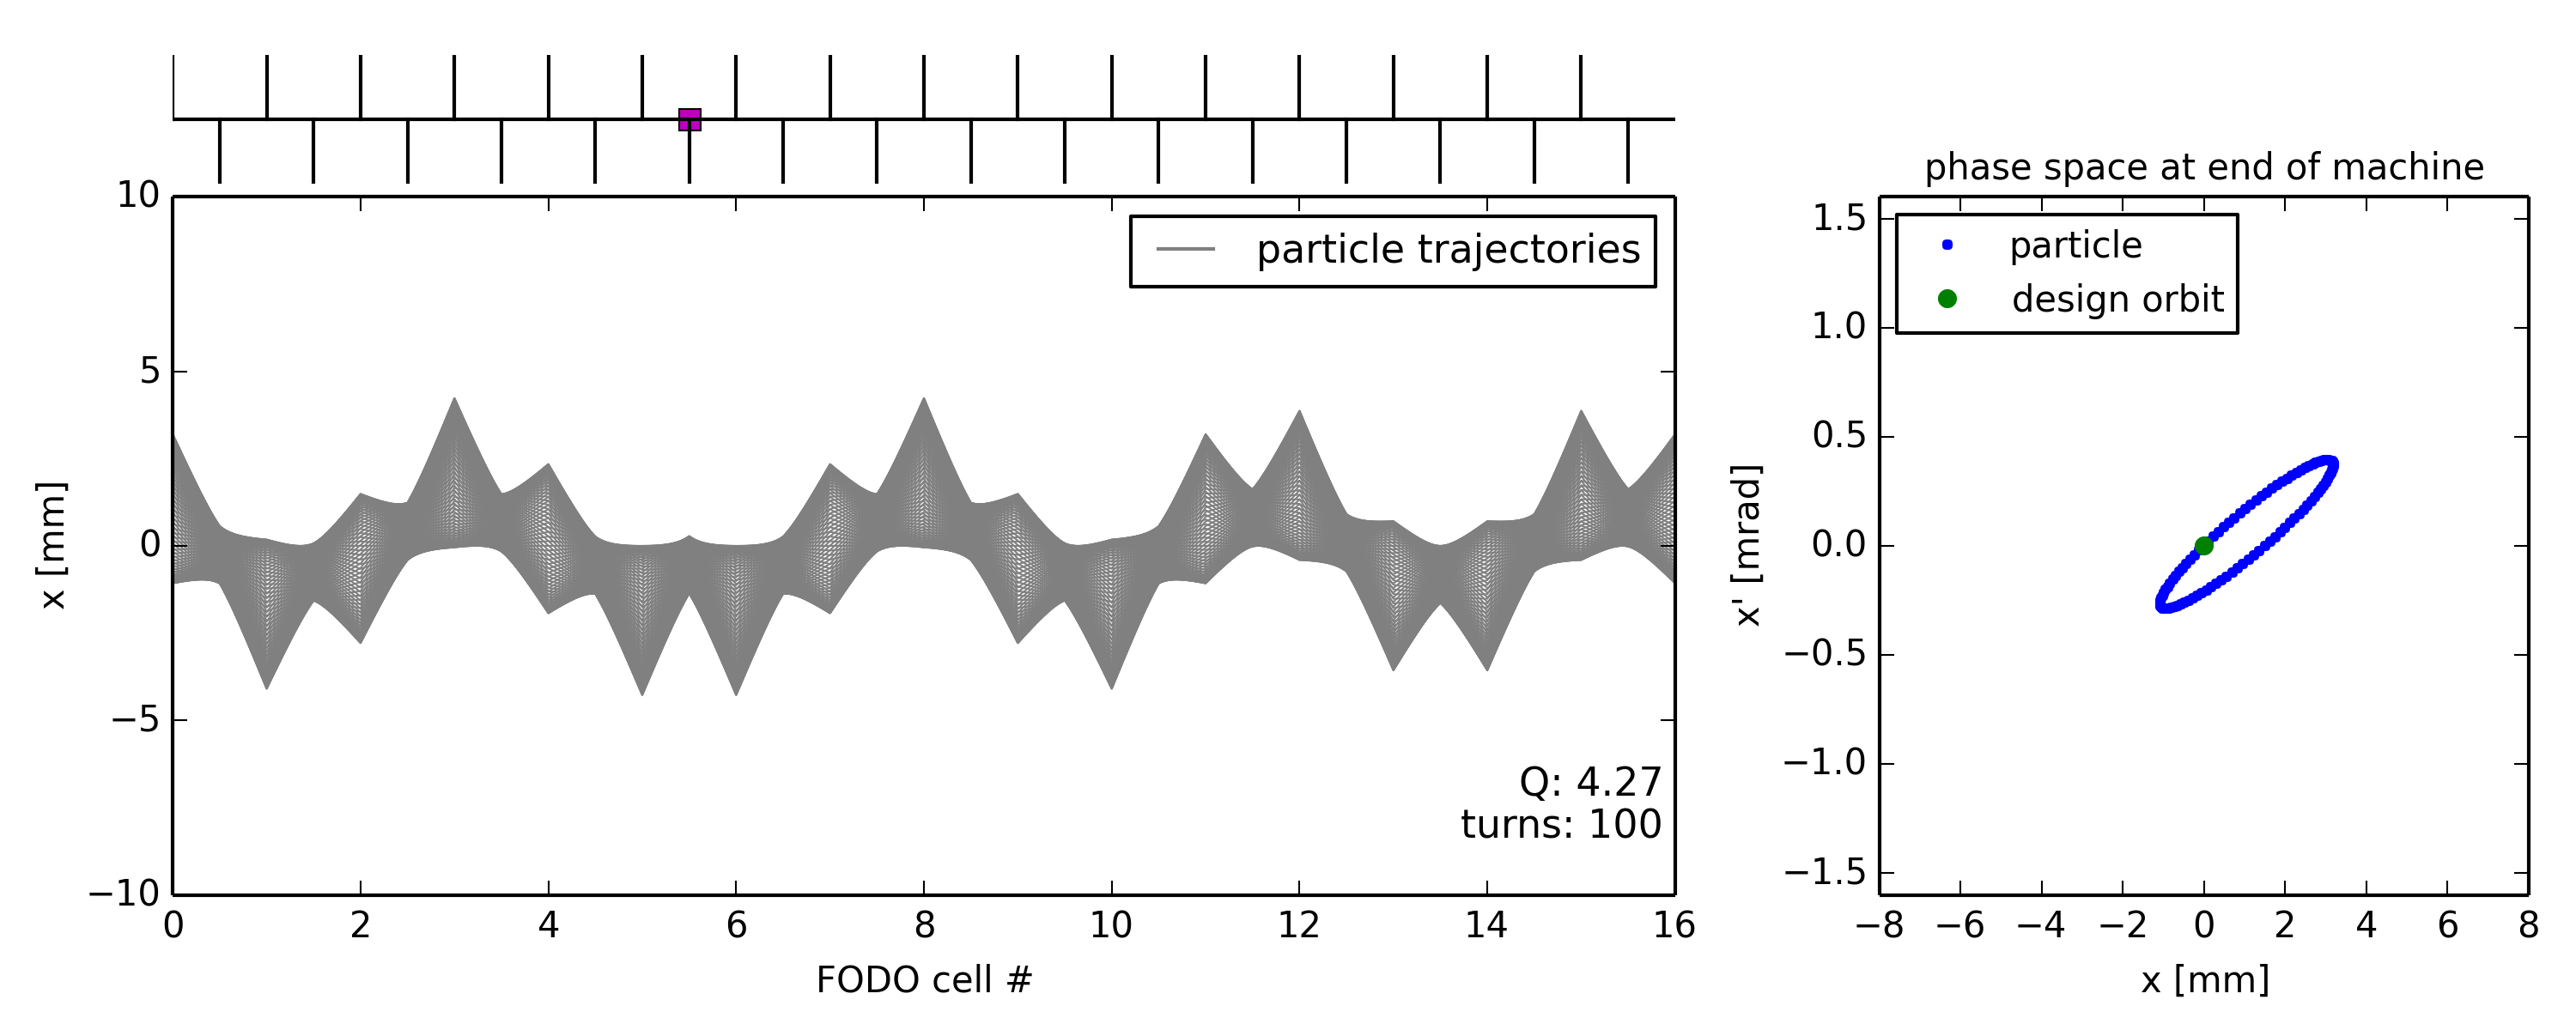 10
5
0
−5
−10
x [mm]
particle trajectories
Q: 4.27
turns: 100
0 2 4 6 8 10 12 14 16
FODO cell #
phase space at end of machine
particle
design orbit
1.5
1.0
0.5
0.0
−0.5
−1.0
−1.5
x' [mrad]
−8 −6 −4 −2 0 2 4 6 8
x [mm]